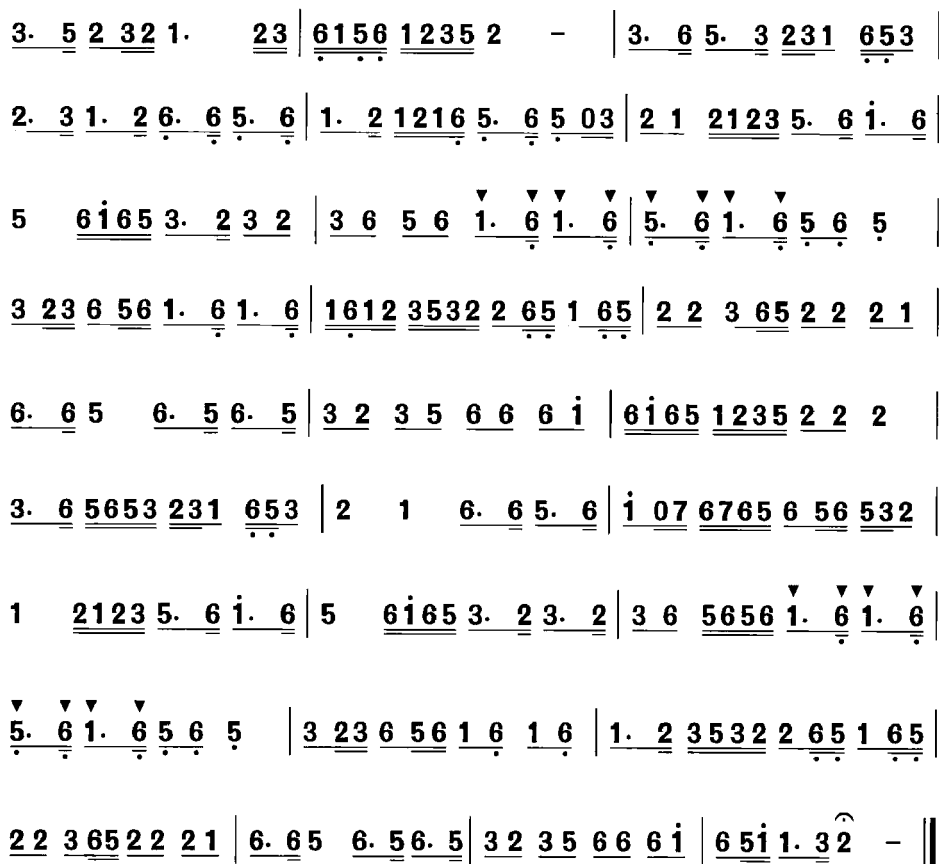 3. 5 2 32 1. 23 | 6156 1235 2 - | 3. 6 5. 3 231 653 |
2. 3 1. 2 6. 6 5. 6 | 1. 2 1216 5. 6 5 03 | 2 1 2123 5. 6 i. 6 |
5 6i65 3. 2 3 2 | 3 6 5 6 1. 6 1. 6 | 5. 6 1. 6 5 6 5 |
3 23 6 56 1. 6 1. 6 | 1612 3532 2 65 1 65 | 2 2 3 65 2 2 2 1
6. 6 5 6. 5 6. 5 | 3 2 3 5 6 6 6 i | 6i65 1235 2 2 2 |
3. 6 5653 231 653 | 2 1 6. 6 5. 6 | i 07 6765 6 56 532
1 2123 5. 6 i. 6 | 5 6i65 3. 2 3. 2 | 3 6 5656 1. 6 1. 6 |
5. 6 1. 6 5 6 5 | 3 23 6 56 1 6 1 6 | 1. 2 3532 2 65 1 65 |
2 2 3 65 2 2 2 1 | 6. 6 5 6. 5 6. 5 | 3 2 3 5 6 6 6 i | 6 5i 1. 3 2 - ‖